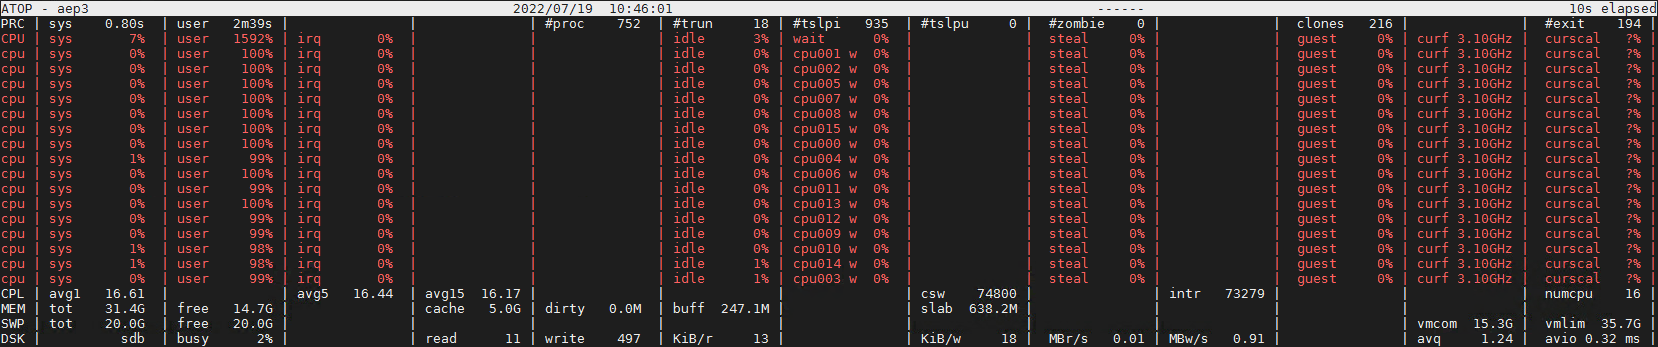 ATOP - aep3 2022/07/19 10:46:01 ------ 10s elapsed
PRC | sys 0.80s | user 2m39s | | | #proc 752 | #trun 18 | #tslpi 935 | #tslpu 0 | #zombie 0 | | clones 216 | | #exit 194 |
CPU | sys 7% | user 1592% | irq 0% | | | idle 3% | wait 0% | | steal 0% | | guest 0% | curf 3.10GHz | curscal ?% |
cpu | sys 0% | user 100% | irq 0% | | | idle 0% | cpu001 w 0% | | steal 0% | | guest 0% | curf 3.10GHz | curscal ?% |
cpu | sys 0% | user 100% | irq 0% | | | idle 0% | cpu002 w 0% | | steal 0% | | guest 0% | curf 3.10GHz | curscal ?% |
cpu | sys 0% | user 100% | irq 0% | | | idle 0% | cpu005 w 0% | | steal 0% | | guest 0% | curf 3.10GHz | curscal ?% |
cpu | sys 0% | user 100% | irq 0% | | | idle 0% | cpu007 w 0% | | steal 0% | | guest 0% | curf 3.10GHz | curscal ?% |
cpu | sys 0% | user 100% | irq 0% | | | idle 0% | cpu008 w 0% | | steal 0% | | guest 0% | curf 3.10GHz | curscal ?% |
cpu | sys 0% | user 100% | irq 0% | | | idle 0% | cpu015 w 0% | | steal 0% | | guest 0% | curf 3.10GHz | curscal ?% |
cpu | sys 0% | user 100% | irq 0% | | | idle 0% | cpu000 w 0% | | steal 0% | | guest 0% | curf 3.10GHz | curscal ?% |
cpu | sys 1% | user 99% | irq 0% | | | idle 0% | cpu004 w 0% | | steal 0% | | guest 0% | curf 3.10GHz | curscal ?% |
cpu | sys 0% | user 100% | irq 0% | | | idle 0% | cpu006 w 0% | | steal 0% | | guest 0% | curf 3.10GHz | curscal ?% |
cpu | sys 0% | user 99% | irq 0% | | | idle 0% | cpu011 w 0% | | steal 0% | | guest 0% | curf 3.10GHz | curscal ?% |
cpu | sys 0% | user 100% | irq 0% | | | idle 0% | cpu013 w 0% | | steal 0% | | guest 0% | curf 3.10GHz | curscal ?% |
cpu | sys 0% | user 99% | irq 0% | | | idle 0% | cpu012 w 0% | | steal 0% | | guest 0% | curf 3.10GHz | curscal ?% |
cpu | sys 0% | user 99% | irq 0% | | | idle 0% | cpu009 w 0% | | steal 0% | | guest 0% | curf 3.10GHz | curscal ?% |
cpu | sys 1% | user 98% | irq 0% | | | idle 0% | cpu010 w 0% | | steal 0% | | guest 0% | curf 3.10GHz | curscal ?% |
cpu | sys 1% | user 98% | irq 0% | | | idle 1% | cpu014 w 0% | | steal 0% | | guest 0% | curf 3.10GHz | curscal ?% |
cpu | sys 0% | user 99% | irq 0% | | | idle 1% | cpu003 w 0% | | steal 0% | | guest 0% | curf 3.10GHz | curscal ?% |
CPL | avg1 16.61 | | avg5 16.44 | avg15 16.17 | | | | csw 74800 | | intr 73279 | | | numcpu 16 |
MEM | tot 31.4G | free 14.7G | | cache 5.0G | dirty 0.0M | buff 247.1M | | slab 638.2M | | | | | |
SWP | tot 20.0G | free 20.0G | | | | | | | | | | vmcom 15.3G | vmlim 35.7G |
DSK | sdb | busy 2% | | read 11 | write 497 | KiB/r 13 | | KiB/w 18 | MBr/s 0.01 | MBw/s 0.91 | | avq 1.24 | avio 0.32 ms |